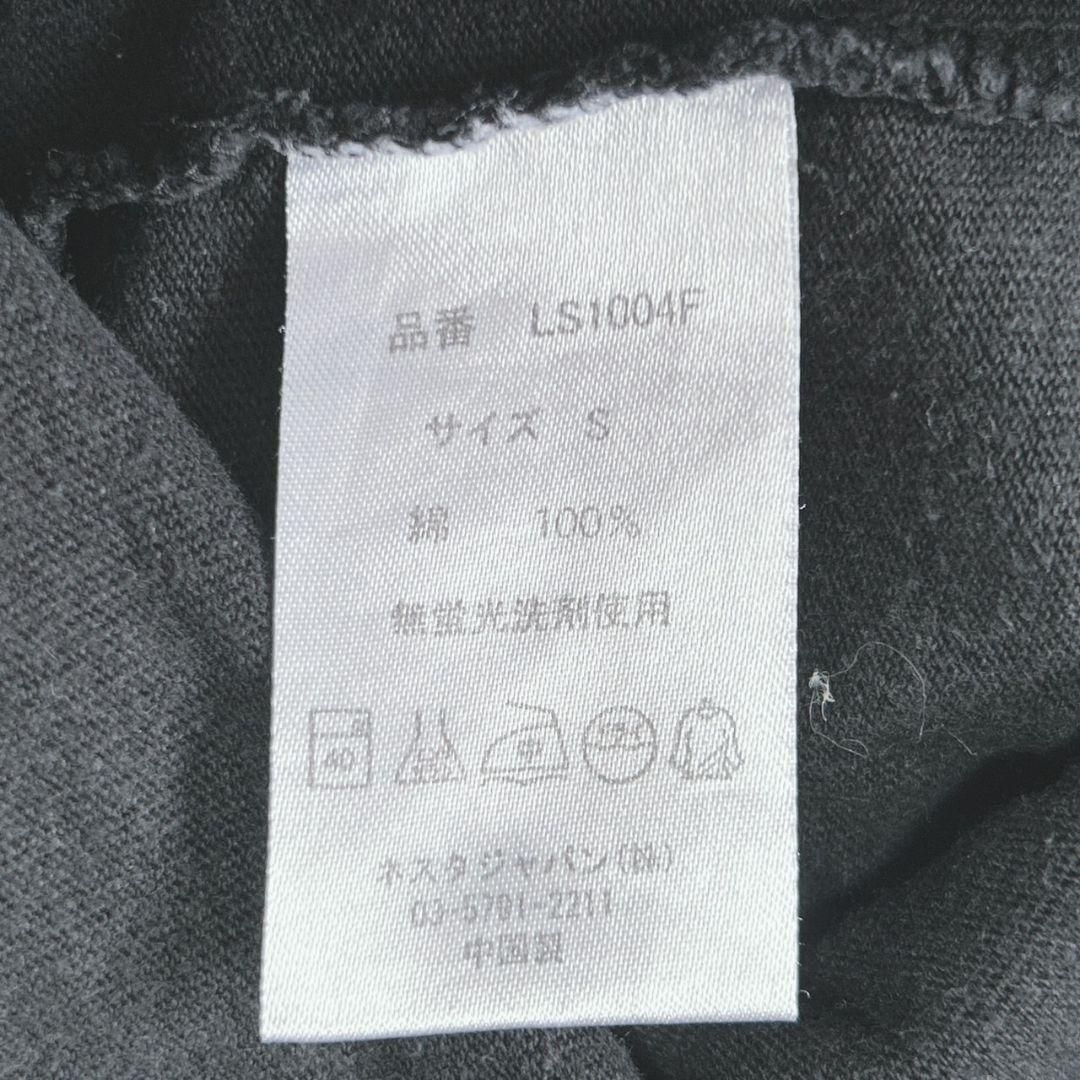 品番 LS1004F
サイズ S
綿 100%
無蛍光洗剤使用
40
ネスタジャパン(株)
03-5701-2211
中国製